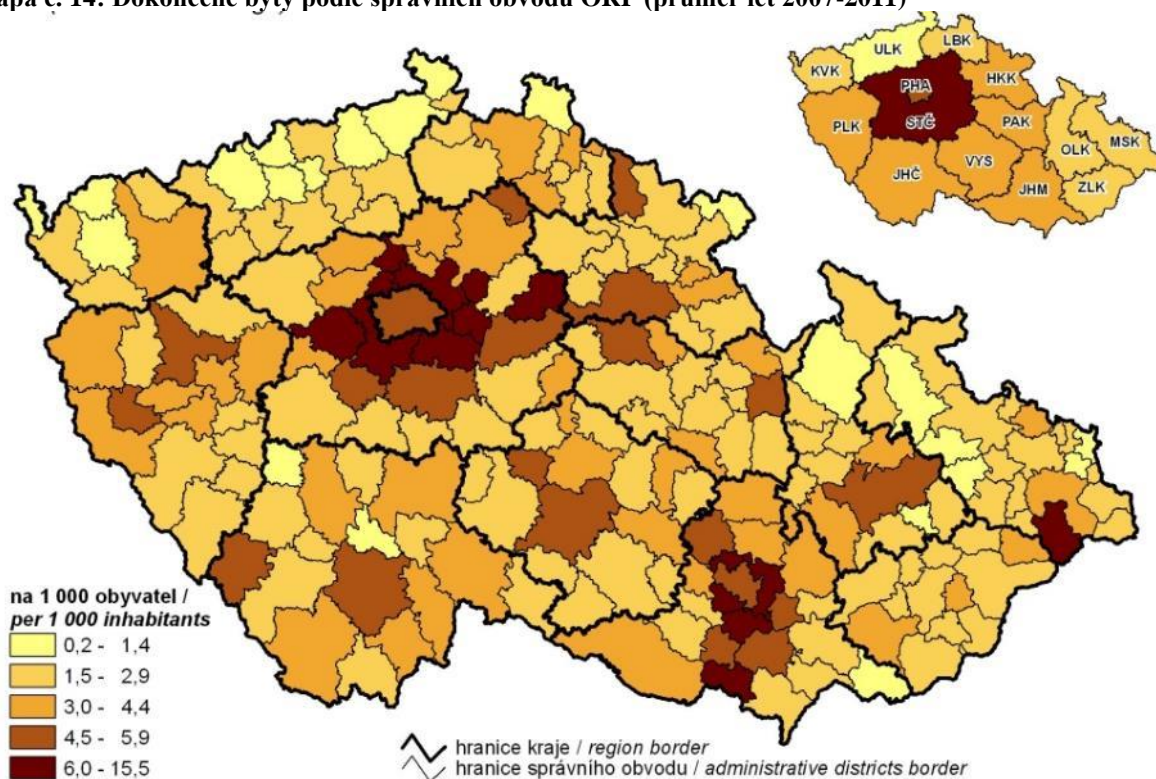 apa č. 14: Dokončené byty podle správních obvodů ORP (průměr let 2007-2011)
ULK
LBK
KVK
HKK
PHA
STČ
PLK
PAK
MSK
OLK
VYS
JHČ
JHM
ZLK
na 1 000 obyvatel /
per 1 000 inhabitants
0,2 - 1,4
1,5 - 2,9
3,0 - 4,4
4,5 - 5,9
6,0 - 15,5
hranice kraje / region border
hranice správního obvodu / administrative districts border